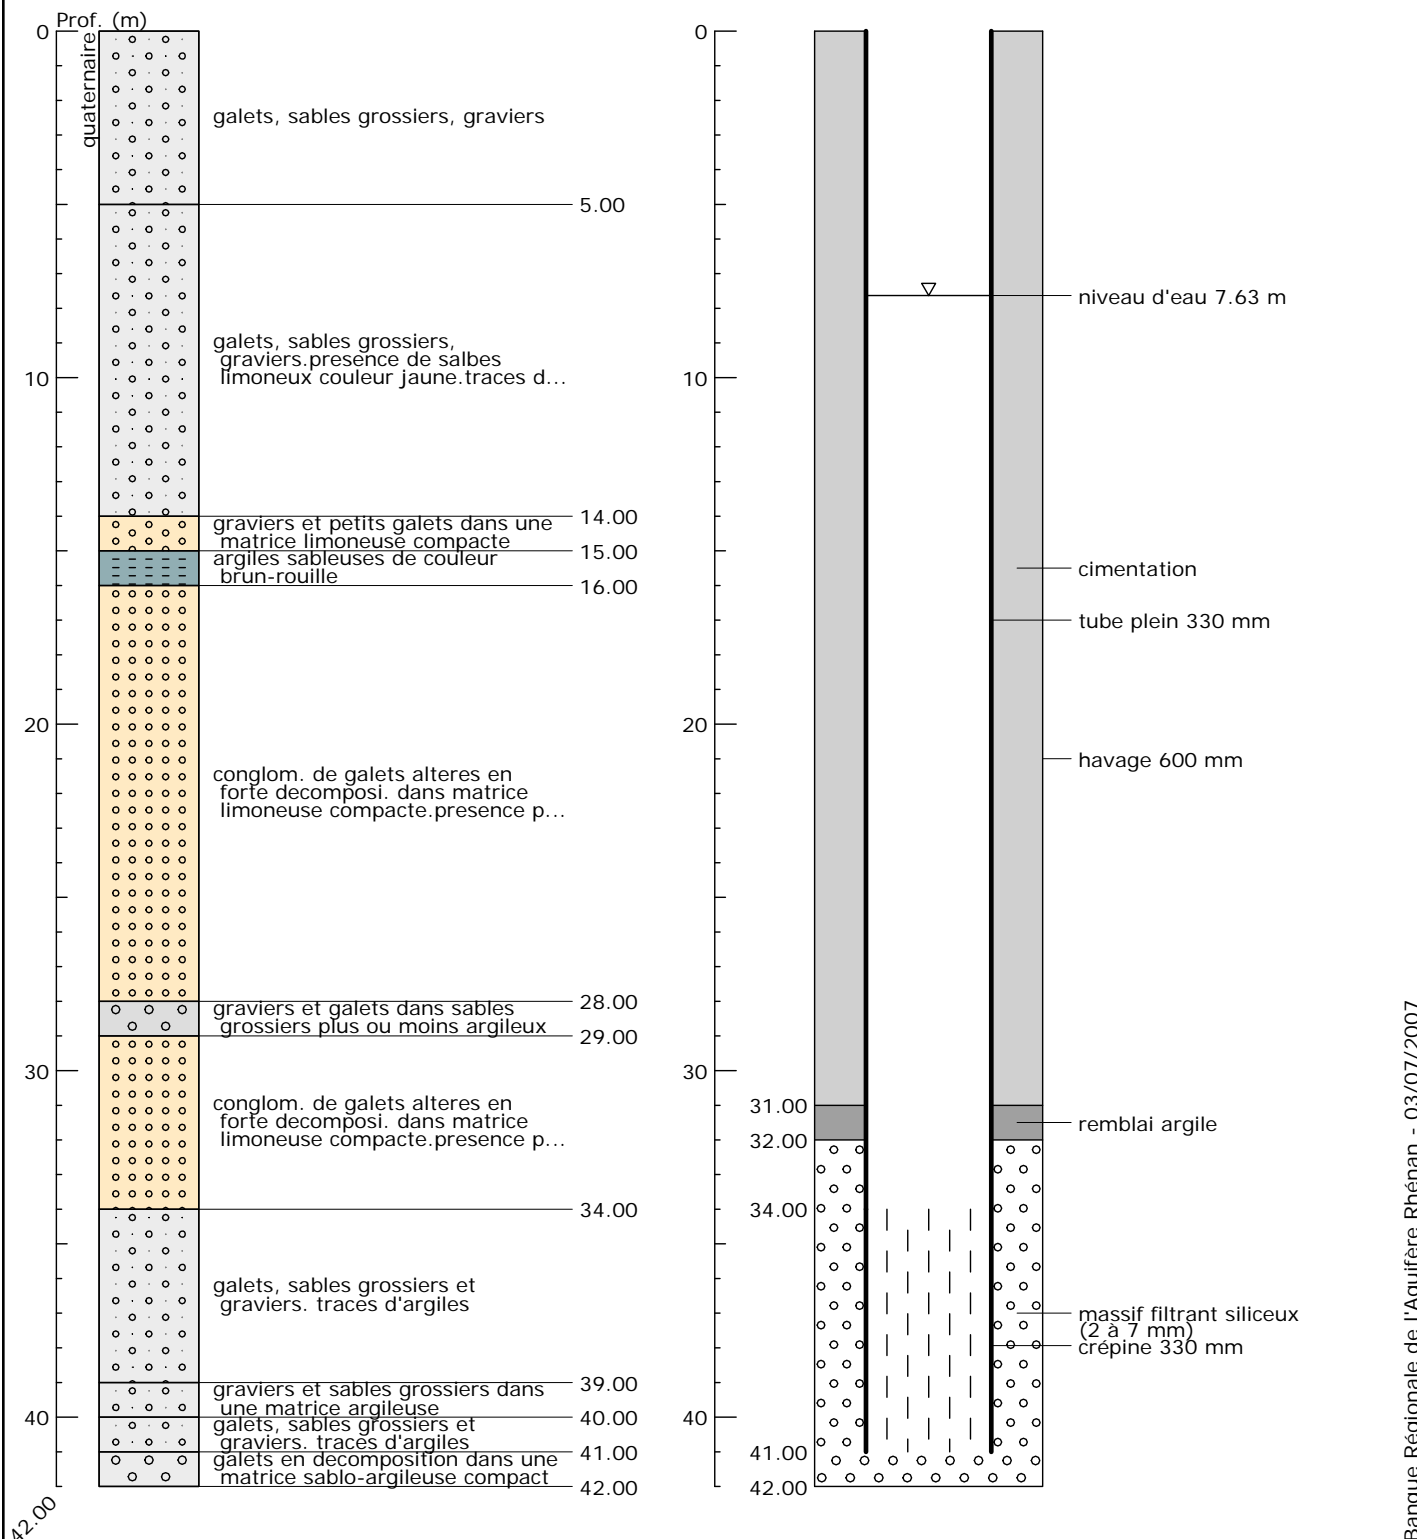 Prof. (m)
0
quaternaire
galets, sables grossiers, graviers
5.00
galets, sables grossiers,
graviers.presence de salbes
limoneux couleur jaune.traces d...
10
14.00
graviers et petits galets dans une
matrice limoneuse compacte
15.00
argiles sableuses de couleur
brun-rouille
16.00
20
conglom. de galets alteres en
forte decomposi. dans matrice
limoneuse compacte.presence p...
28.00
graviers et galets dans sables
grossiers plus ou moins argileux
29.00
30
conglom. de galets alteres en
forte decomposi. dans matrice
limoneuse compacte.presence p...
34.00
galets, sables grossiers et
graviers. traces d'argiles
39.00
graviers et sables grossiers dans
une matrice argileuse
40
40.00
galets, sables grossiers et
graviers. traces d'argiles
41.00
galets en decomposition dans une
matrice sablo-argileuse compact
42.00
42.00
0
niveau d'eau 7.63 m
10
cimentation
tube plein 330 mm
20
havage 600 mm
30
31.00
remblai argile
32.00
34.00
massif filtrant siliceux
(2 à 7 mm)
crépine 330 mm
40
41.00
42.00
Banque Régionale de l'Aquifère Rhénan - 03/07/2007